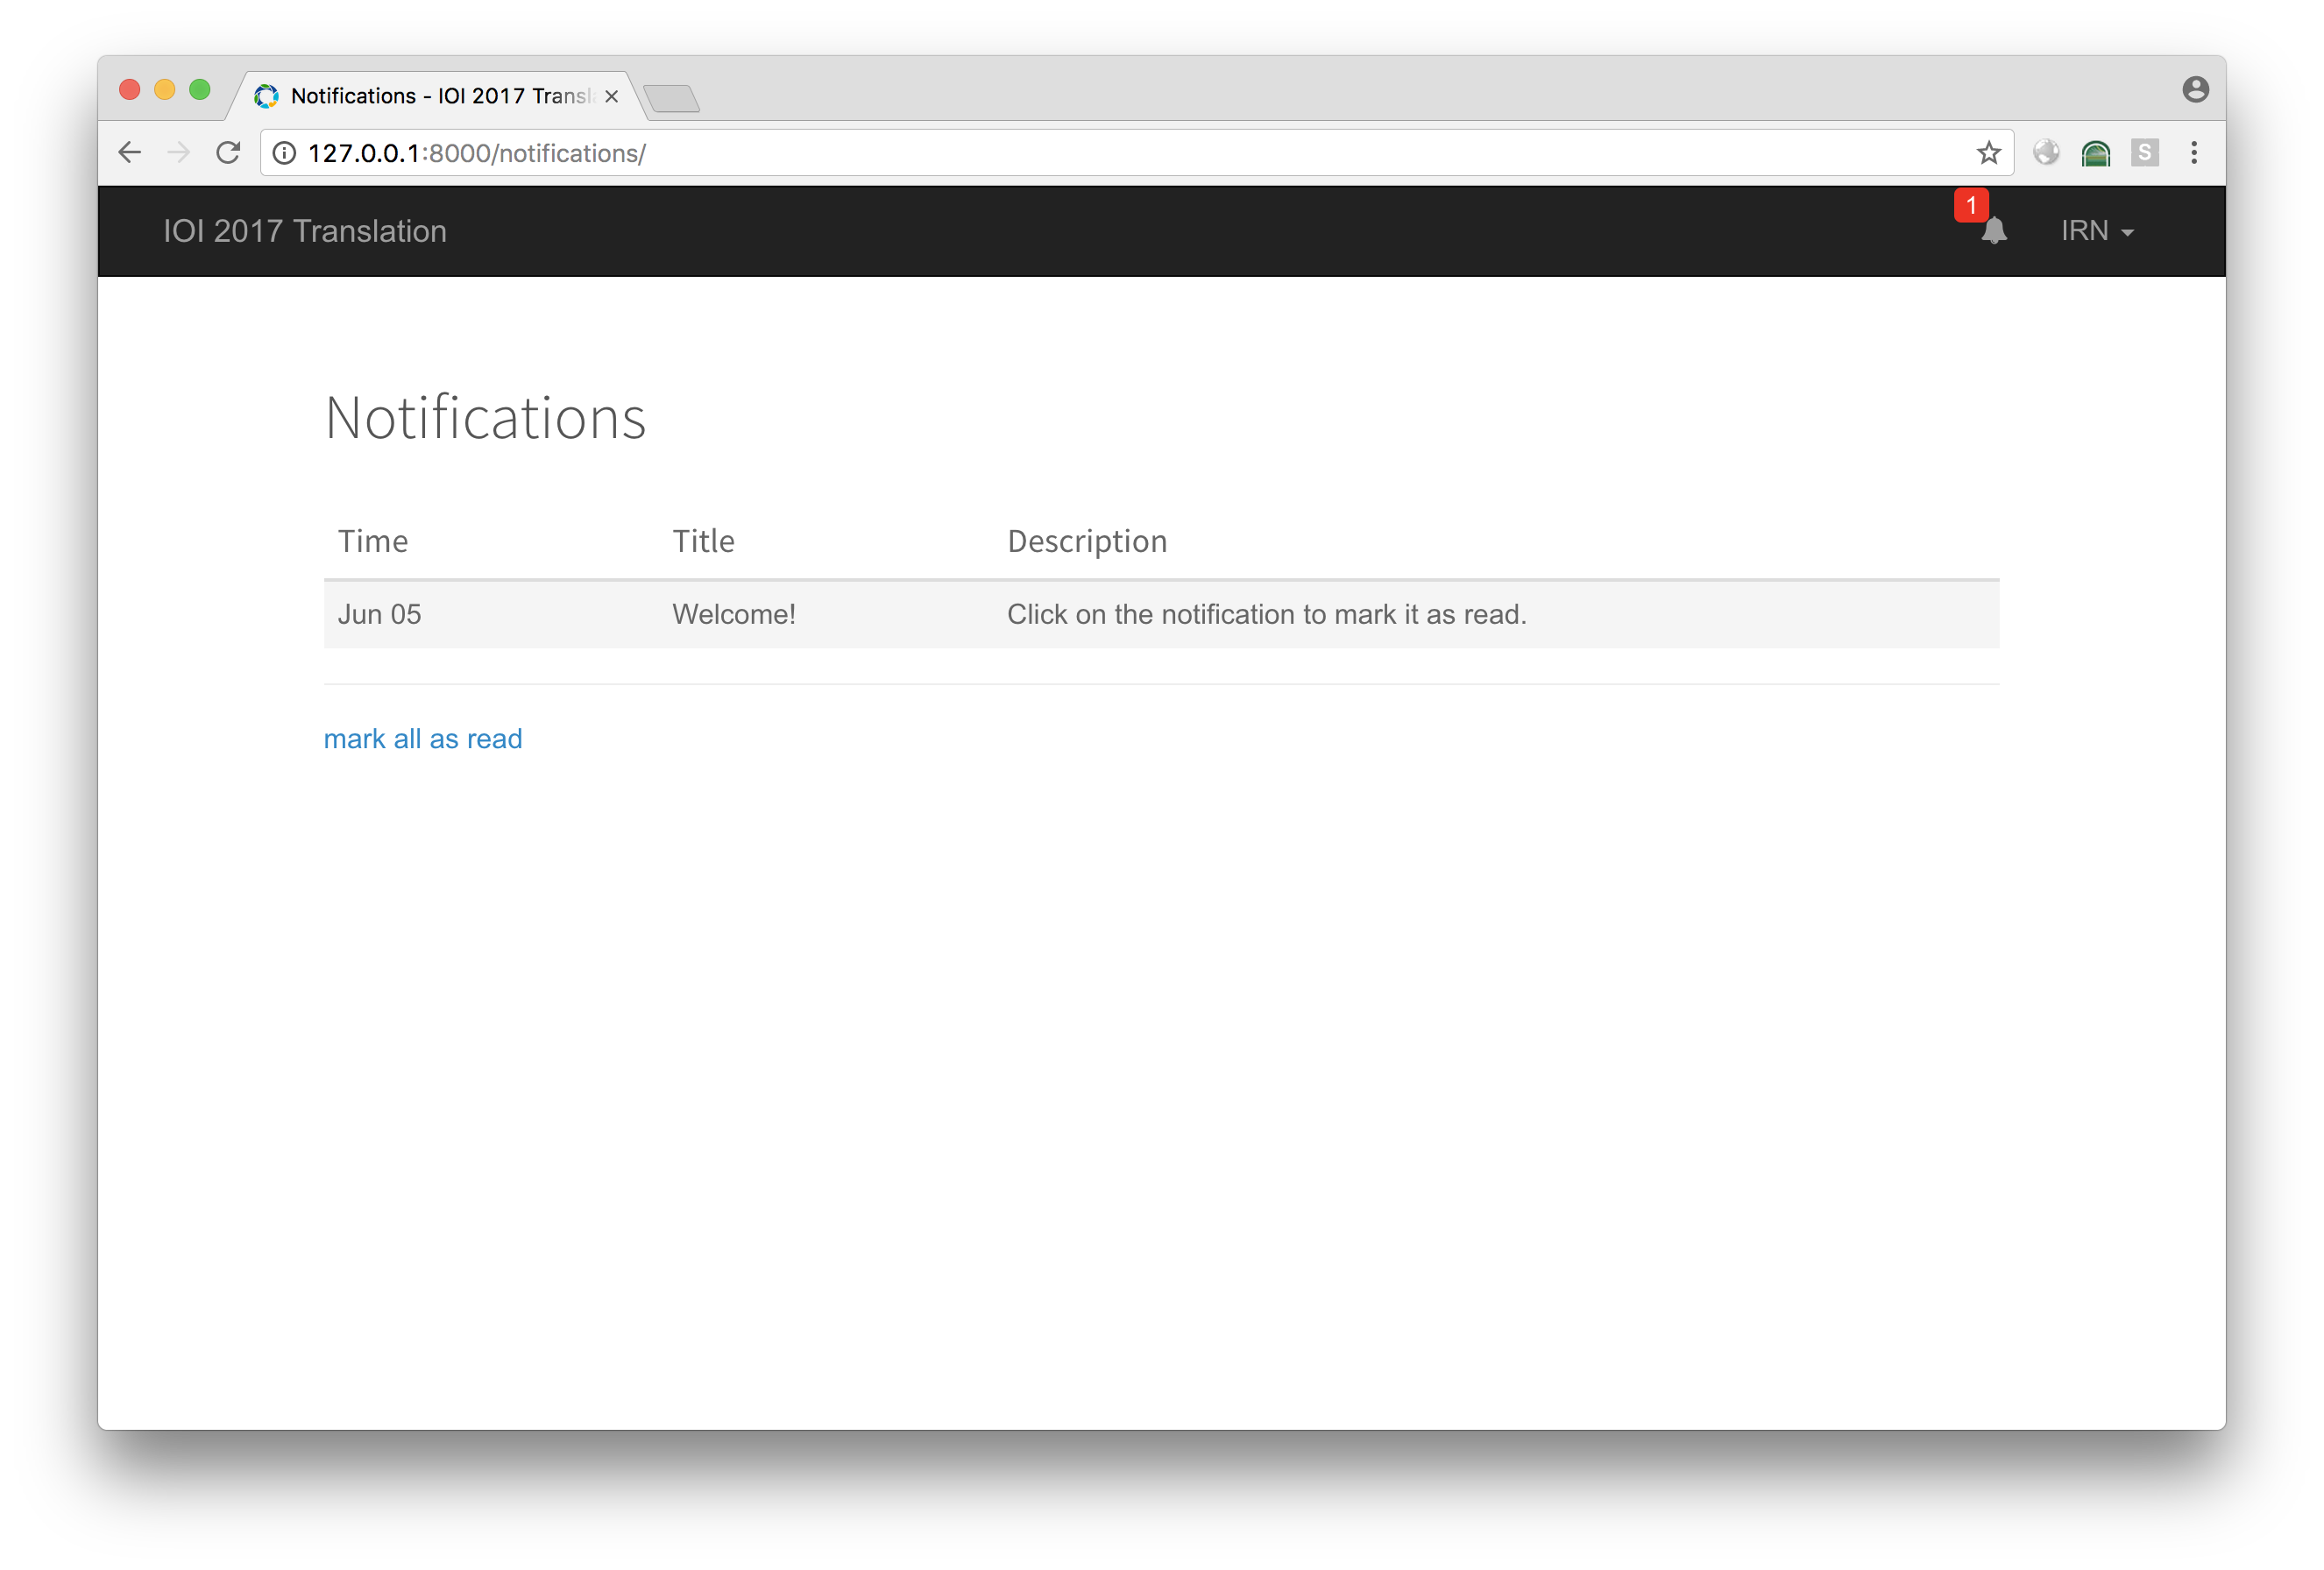 Notifications - IOI 2017 Transl
127.0.0.1:8000/notifications/
S
IOI 2017 Translation
1
IRN
Notifications
Time Title Description
Jun 05 Welcome! Click on the notification to mark it as read.
mark all as read